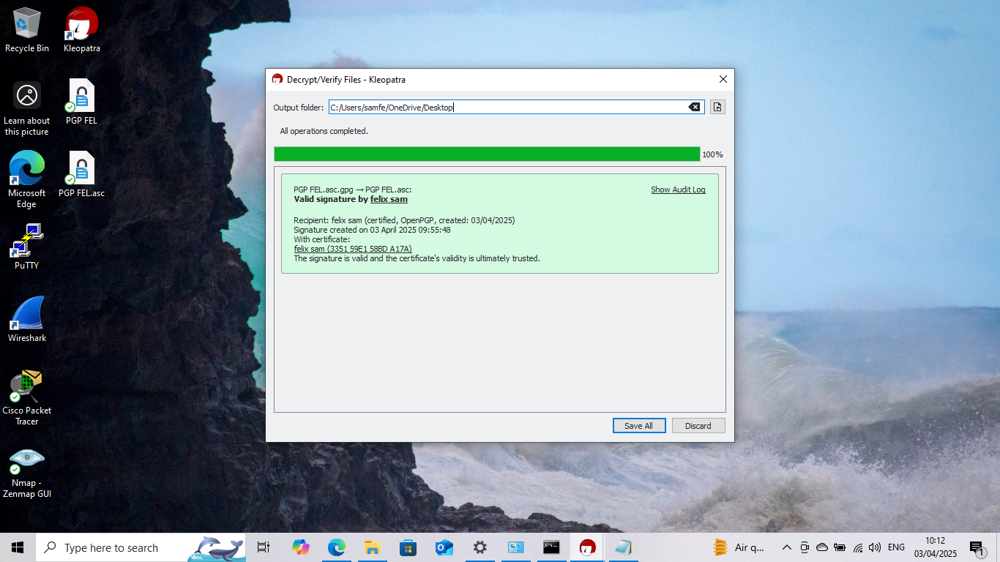 Recycle Bin
Kleopatra
Learn about
this picture
PGP FEL
Microsoft
Edge
PGP FEL.asc
PuTTY
Wireshark
Cisco Packet
Tracer
Nmap -
Zenmap GUI
Decrypt/Verify Files - Kleopatra
Output folder: C:/Users/samfe/OneDrive/Desktop
All operations completed.
100%
PGP FEL.asc.gpg → PGP FEL.asc: Show Audit Log
Valid signature by felix sam
Recipient: felix sam (certified, OpenPGP, created: 03/04/2025)
Signature created on 03 April 2025 09:55:48
With certificate:
felix sam (3351 59E1 58BD A17A)
The signature is valid and the certificate's validity is ultimately trusted.
Save All Discard
Type here to search
Air q...
ENG
10:12
03/04/2025
1